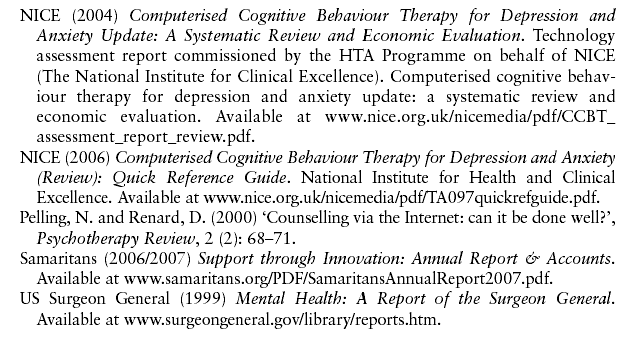 NICE (2004) Computerised Cognitive Behaviour Therapy for Depression and
Anxiety Update: A Systematic Review and Economic Evaluation. Technology
assessment report commissioned by the HTA Programme on behalf of NICE
(The National Institute for Clinical Excellence). Computerised cognitive behav-
iour therapy for depression and anxiety update: a systematic review and
economic evaluation. Available at www.nice.org.uk/nicemedia/pdf/CCBT_
assessment_report_review.pdf.
NICE (2006) Computerised Cognitive Behaviour Therapy for Depression and Anxiety
(Review): Quick Reference Guide. National Institute for Health and Clinical
Excellence. Available at www.nice.org.uk/nicemedia/pdf/TA097quickrefguide.pdf.
Pelling, N. and Renard, D. (2000) ‘Counselling via the Internet: can it be done well?’,
Psychotherapy Review, 2 (2): 68–71.
Samaritans (2006/2007) Support through Innovation: Annual Report & Accounts.
Available at www.samaritans.org/PDF/SamaritansAnnualReport2007.pdf.
US Surgeon General (1999) Mental Health: A Report of the Surgeon General.
Available at www.surgeongeneral.gov/library/reports.htm.